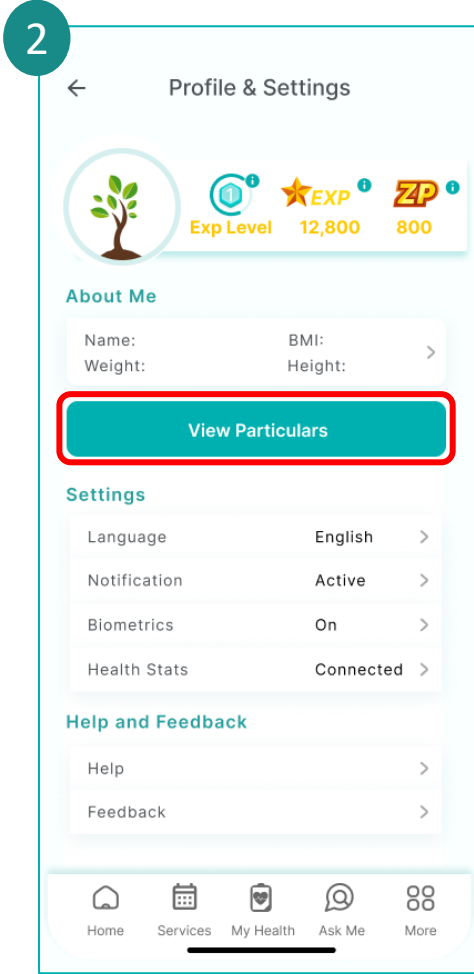 2
Profile & Settings
1
EXP
ZP
Exp Level 12,800 800
About Me
Name: BMI:
Weight: Height:
View Particulars
Settings
Language English
Notification Active
Biometrics On
Health Stats Connected
Help and Feedback
Help
Feedback
Home Services My Health Ask Me More